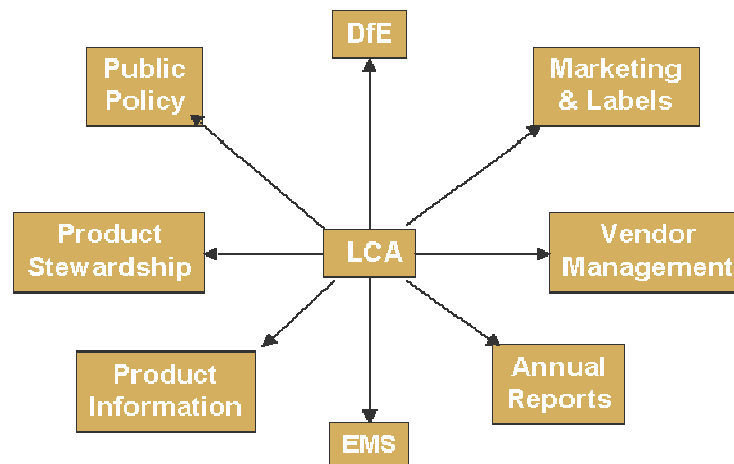 DfE
Public
Policy
Marketing
& Labels
Product
Stewardship
LCA
Vendor
Management
Product
Information
Annual
Reports
EMS